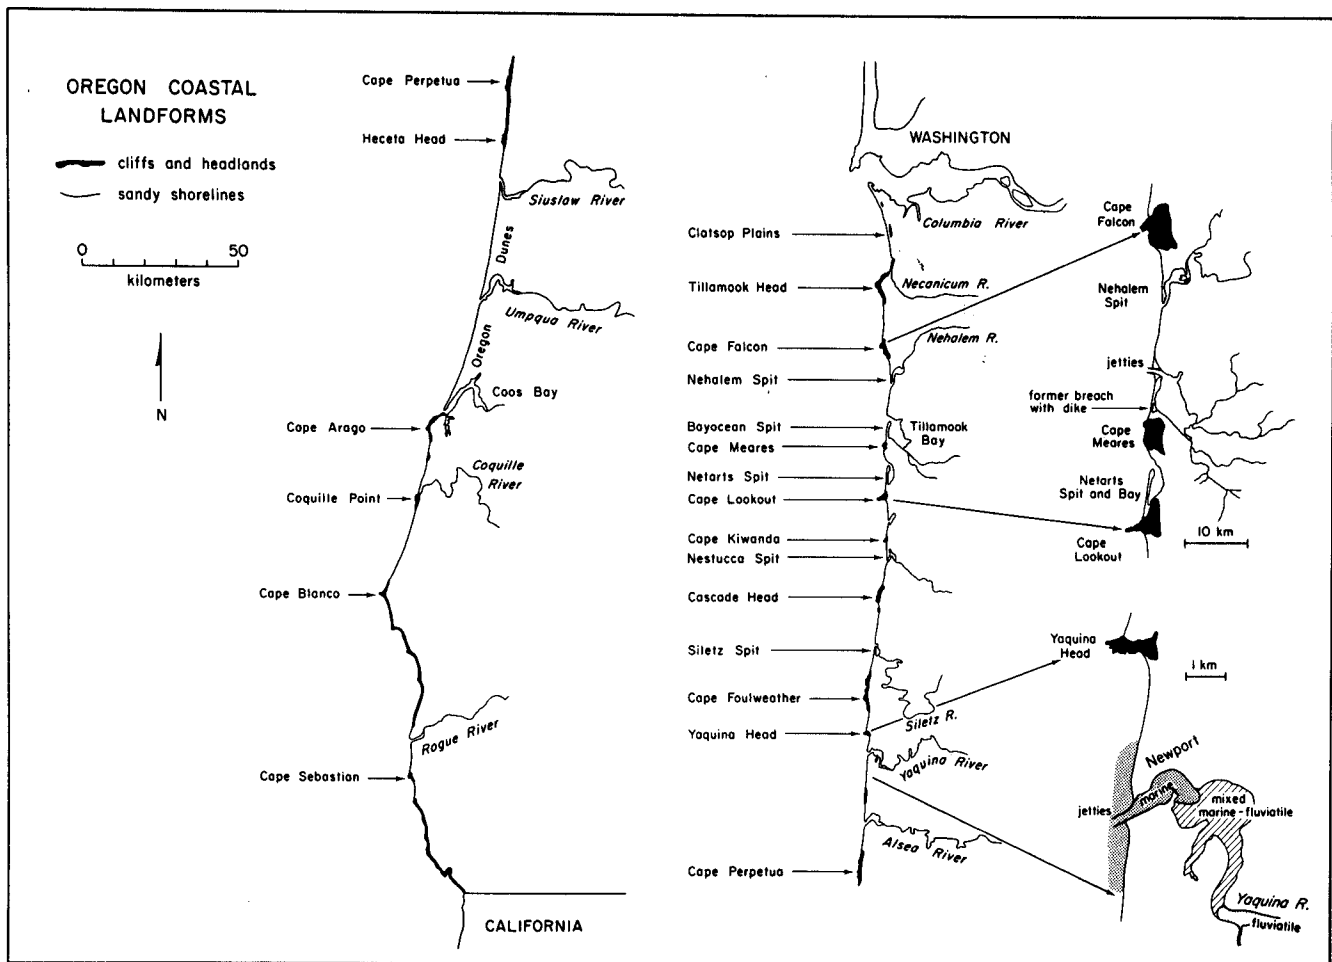 OREGON COASTAL
LANDFORMS
cliffs and headlands
sandy shorelines
0 50
kilometers
N
Cape Perpetua
Heceta Head
Siuslaw River
Dunes
Umpqua River
Oregon
Coos Bay
Cape Arago
Coquille
River
Coquille Point
Cape Blanco
Rogue River
Cape Sebastian
CALIFORNIA
WASHINGTON
Columbia River
Clatsop Plains
Necanicum R.
Tillamook Head
Nehalem R.
Cape Falcon
Nehalem Spit
Bayocean Spit
Tillamook
Bay
Cape Meares
Netarts Spit
Cape Lookout
Cape Kiwanda
Nestucca Spit
Cascade Head
Siletz Spit
Cape Foulweather
Siletz R.
Yaquina Head
Yaquina River
Alsea River
Cape Perpetua
Cape
Falcon
Nehalem
Spit
jetties
former breach
with dike
Cape
Meares
Netarts
Spit and Bay
Cape
Lookout
10 km
Yaquina
Head
1 km
Newport
marine
jetties
mixed
marine-fluviatile
Yaquina R.
fluviatile